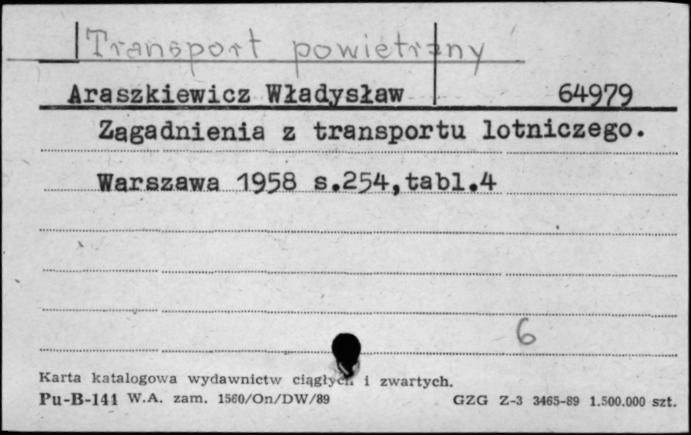 Transport powietrzny
Araszkiewicz Władysław 64979
Zagadnienia z transportu lotniczego.
Warszawa 1958 s.254,tabl.4
6
Karta katalogowa wydawnictw ciągłych i zwartych.
Pu-B-141 W.A. zam. 1560/On/DW/89 GZG Z-3 3465-89 1.500.000 szt.